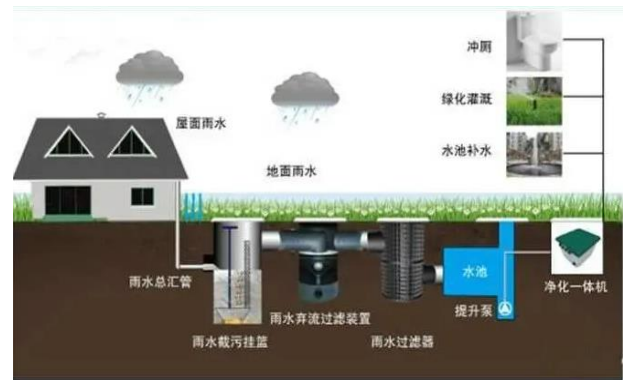 冲厕
屋面雨水
绿化灌溉
地面雨水
水池补水
雨水总汇管
水池
净化一体机
提升泵
雨水弃流过滤装置
雨水截污挂篮
雨水过滤器